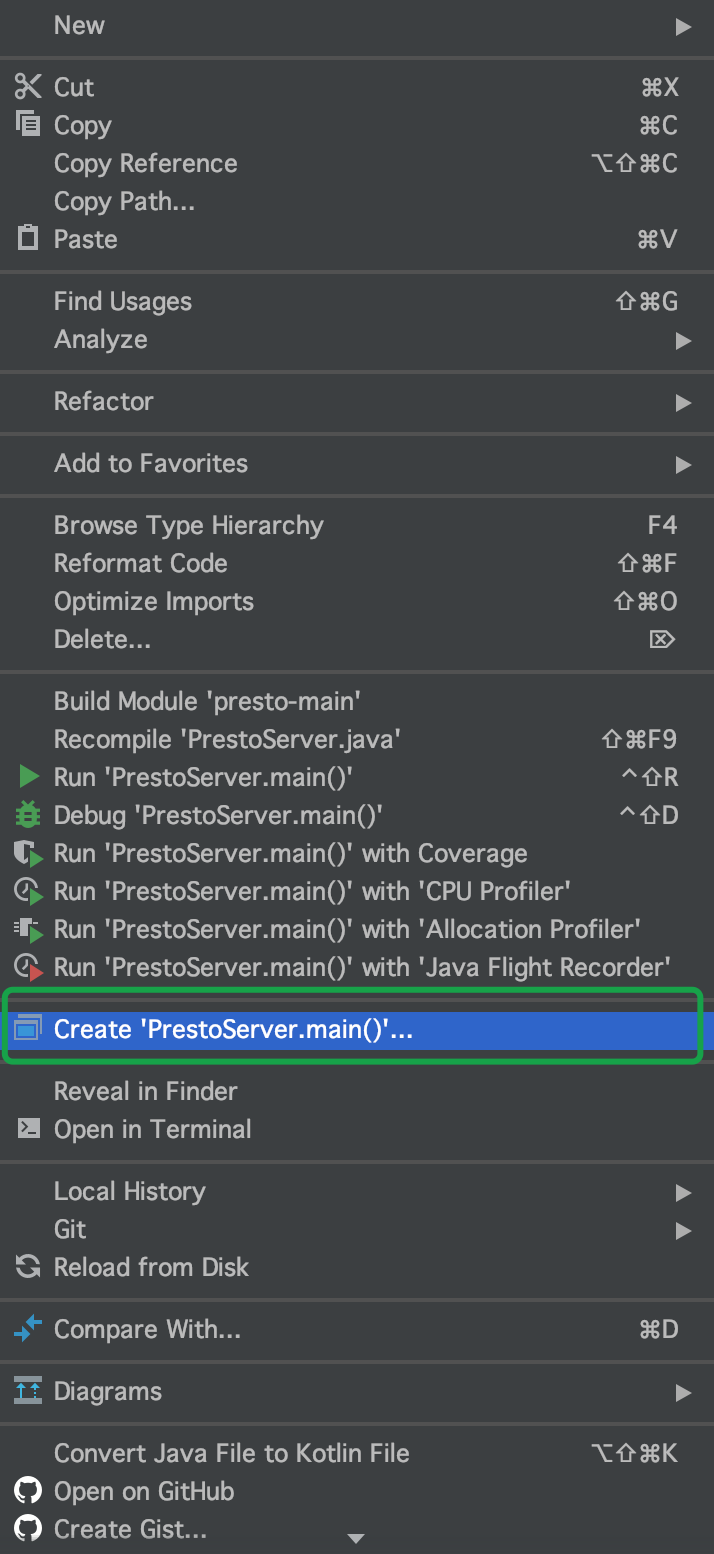 New
Cut ⌘X
Copy ⌘C
Copy Reference ⌥⇧⌘C
Copy Path...
Paste ⌘V
Find Usages ⇧⌘G
Analyze
Refactor
Add to Favorites
Browse Type Hierarchy F4
Reformat Code ⇧⌘F
Optimize Imports ⇧⌘O
Delete... ⌦
Build Module 'presto-main'
Recompile 'PrestoServer.java' ⇧⌘F9
Run 'PrestoServer.main()' ^⇧R
Debug 'PrestoServer.main()' ^⇧D
Run 'PrestoServer.main()' with Coverage
Run 'PrestoServer.main()' with 'CPU Profiler'
Run 'PrestoServer.main()' with 'Allocation Profiler'
Run 'PrestoServer.main()' with 'Java Flight Recorder'
Create 'PrestoServer.main()'...
Reveal in Finder
Open in Terminal
Local History
Git
Reload from Disk
Compare With... ⌘D
Diagrams
Convert Java File to Kotlin File ⌥⇧⌘K
Open on GitHub
Create Gist...